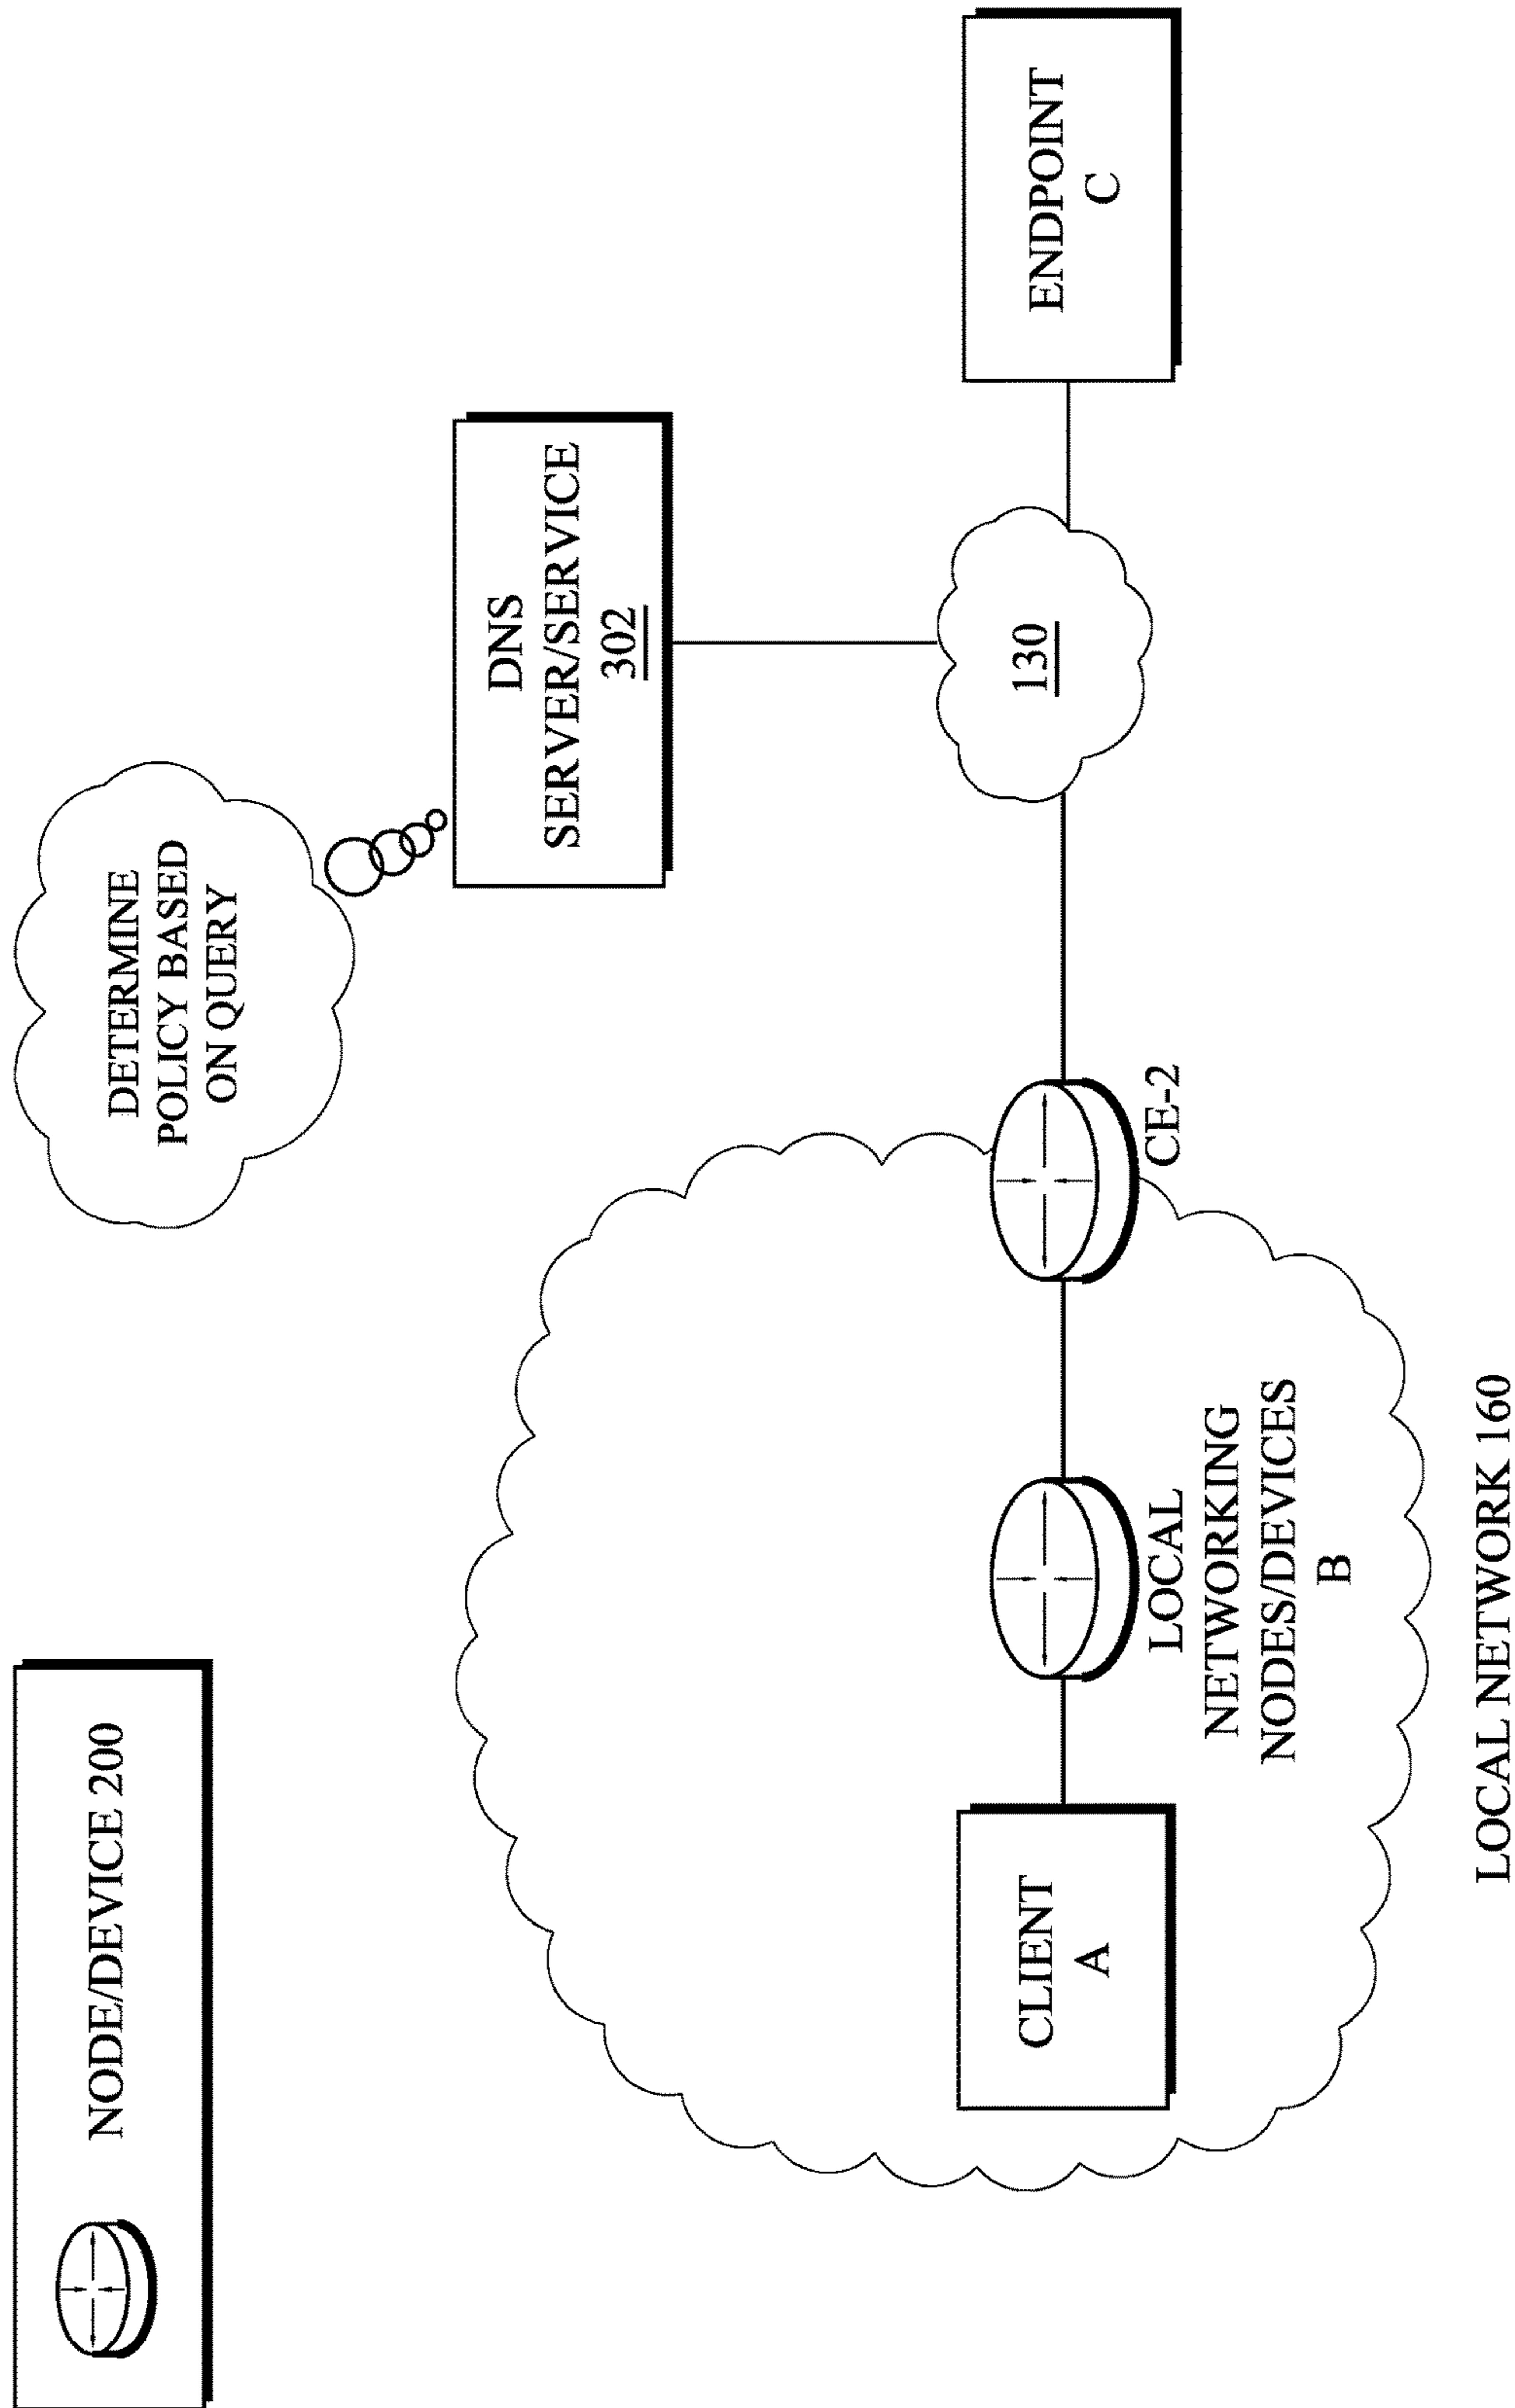 NODE/DEVICE 200
DETERMINE
POLICY BASED
ON QUERY
DNS
SERVER/SERVICE
302
CLIENT
A
LOCAL
NETWORKING
NODES/DEVICES
B
CE-2
130
ENDPOINT
C
LOCAL NETWORK 160